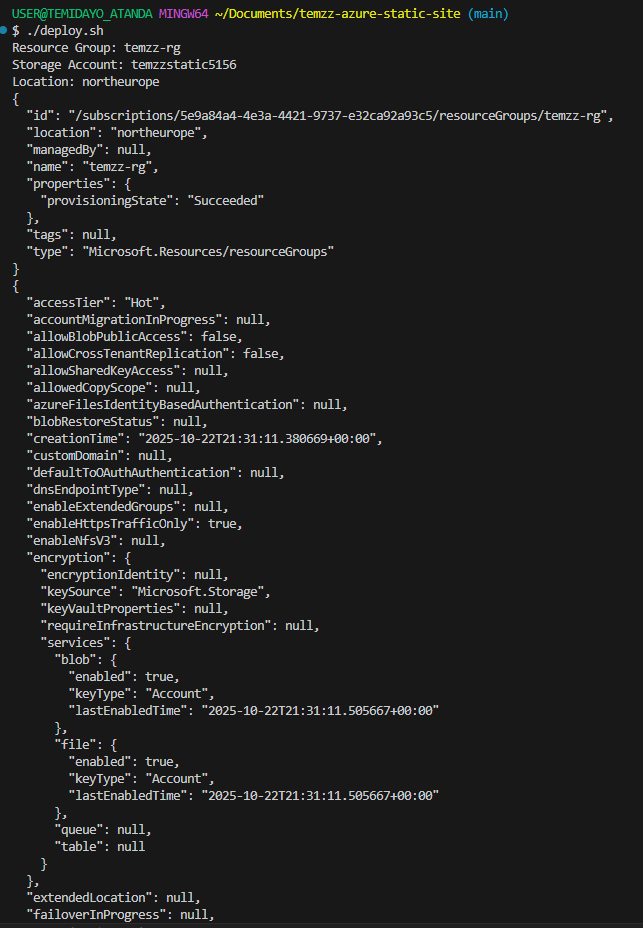 USER@TEMIDAYO_ATANDA MINGW64 ~/Documents/temzz-azure-static-site (main)
$ ./deploy.sh
Resource Group: temzz-rg
Storage Account: temzzstatic5156
Location: northeurope
{
  "id": "/subscriptions/5e9a84a4-4e3a-4421-9737-e32ca92a93c5/resourceGroups/temzz-rg",
  "location": "northeurope",
  "managedBy": null,
  "name": "temzz-rg",
  "properties": {
    "provisioningState": "Succeeded"
  },
  "tags": null,
  "type": "Microsoft.Resources/resourceGroups"
}
{
  "accessTier": "Hot",
  "accountMigrationInProgress": null,
  "allowBlobPublicAccess": false,
  "allowCrossTenantReplication": false,
  "allowSharedKeyAccess": null,
  "allowedCopyScope": null,
  "azureFilesIdentityBasedAuthentication": null,
  "blobRestoreStatus": null,
  "creationTime": "2025-10-22T21:31:11.380669+00:00",
  "customDomain": null,
  "defaultToOAuthAuthentication": null,
  "dnsEndpointType": null,
  "enableExtendedGroups": null,
  "enableHttpsTrafficOnly": true,
  "enableNfsV3": null,
  "encryption": {
    "encryptionIdentity": null,
    "keySource": "Microsoft.Storage",
    "keyVaultProperties": null,
    "requireInfrastructureEncryption": null,
    "services": {
      "blob": {
        "enabled": true,
        "keyType": "Account",
        "lastEnabledTime": "2025-10-22T21:31:11.505667+00:00"
      },
      "file": {
        "enabled": true,
        "keyType": "Account",
        "lastEnabledTime": "2025-10-22T21:31:11.505667+00:00"
      },
      "queue": null,
      "table": null
    }
  },
  "extendedLocation": null,
  "failoverInProgress": null,